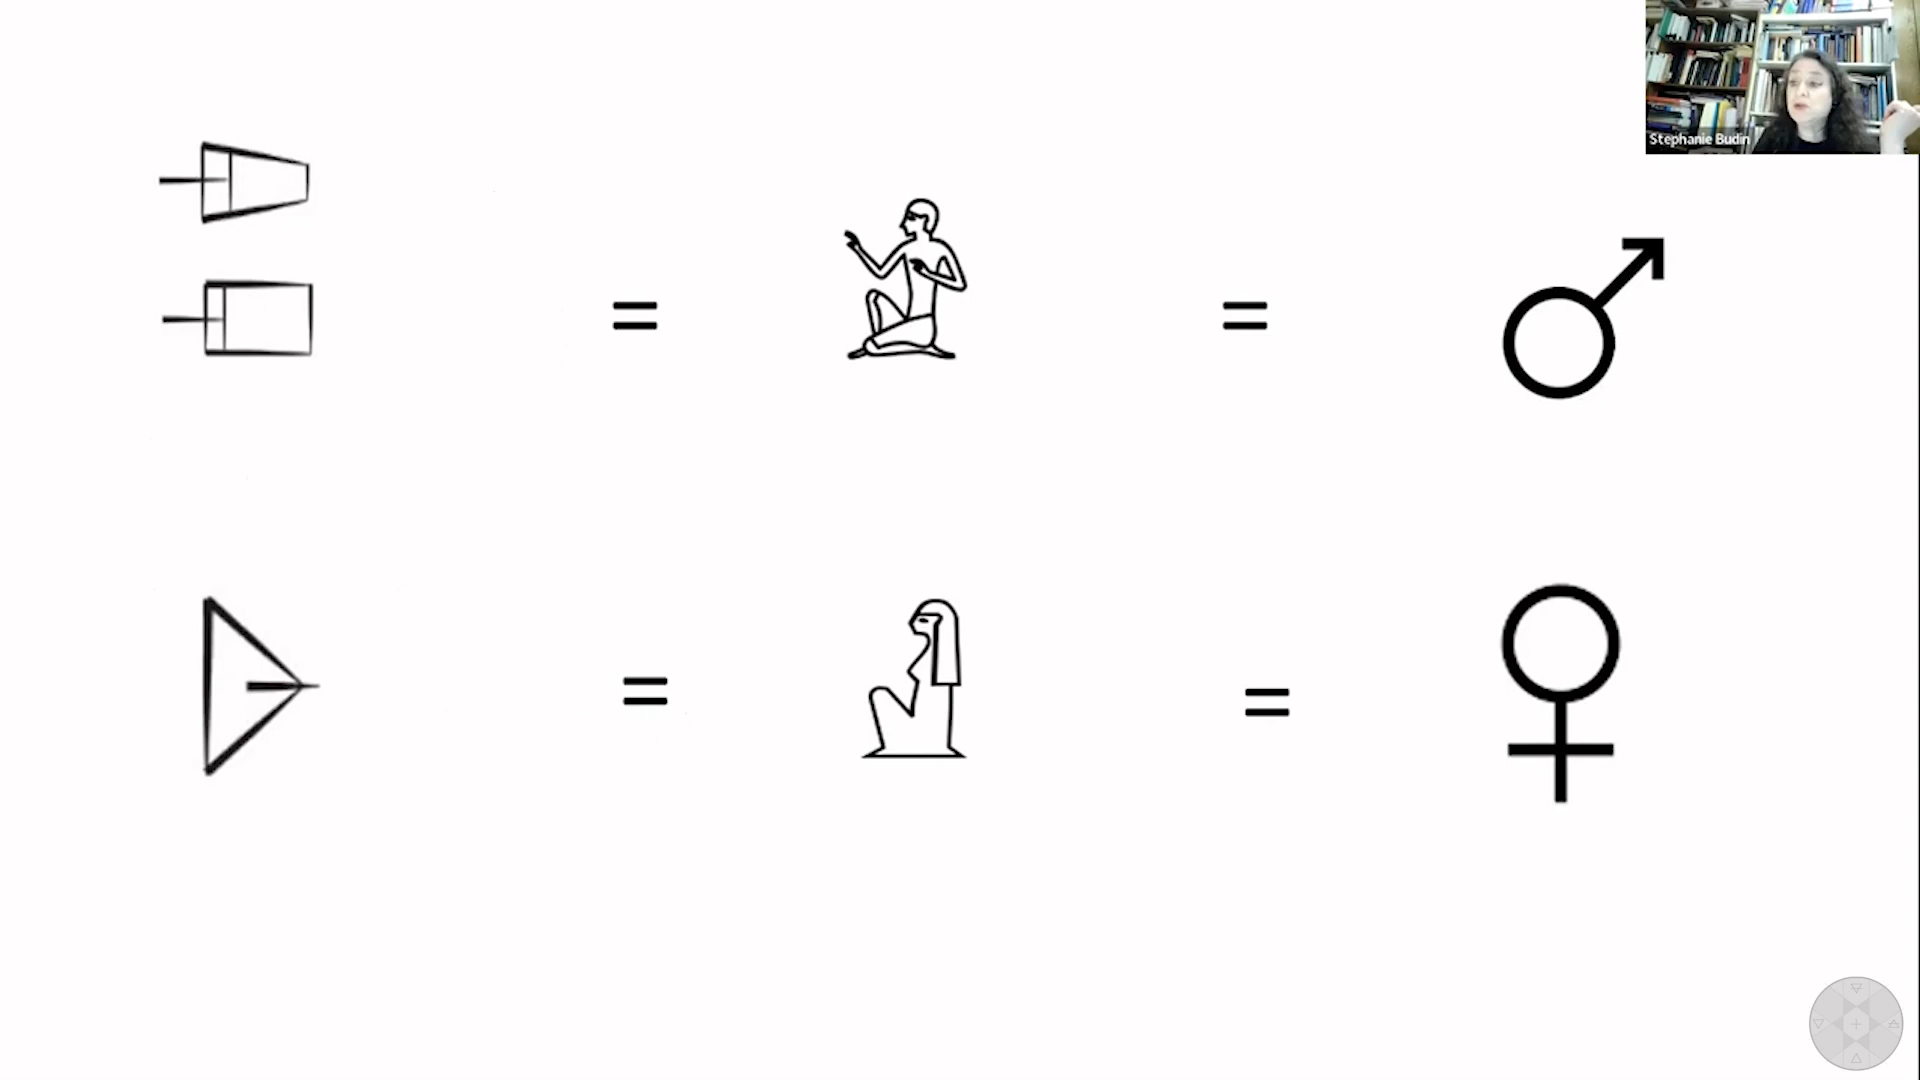 Stephanie Budin
= 𓀀 = ♂
𒊩 = 𓁐 = ♀